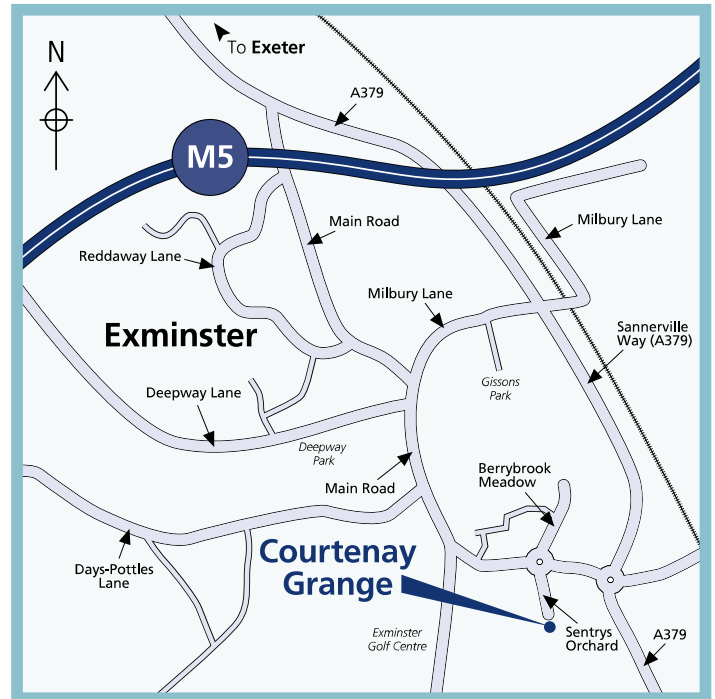 N
To Exeter
A379
M5
Main Road
Milbury Lane
Reddaway Lane
Milbury Lane
Exminster
Sannerville
Way (A379)
Gissons
Park
Deepway Lane
Deepway
Park
Main Road
Berrybrook
Meadow
Courtenay
Grange
Days-Pottles
Lane
Exminster
Golf Centre
Sentrys
Orchard
A379